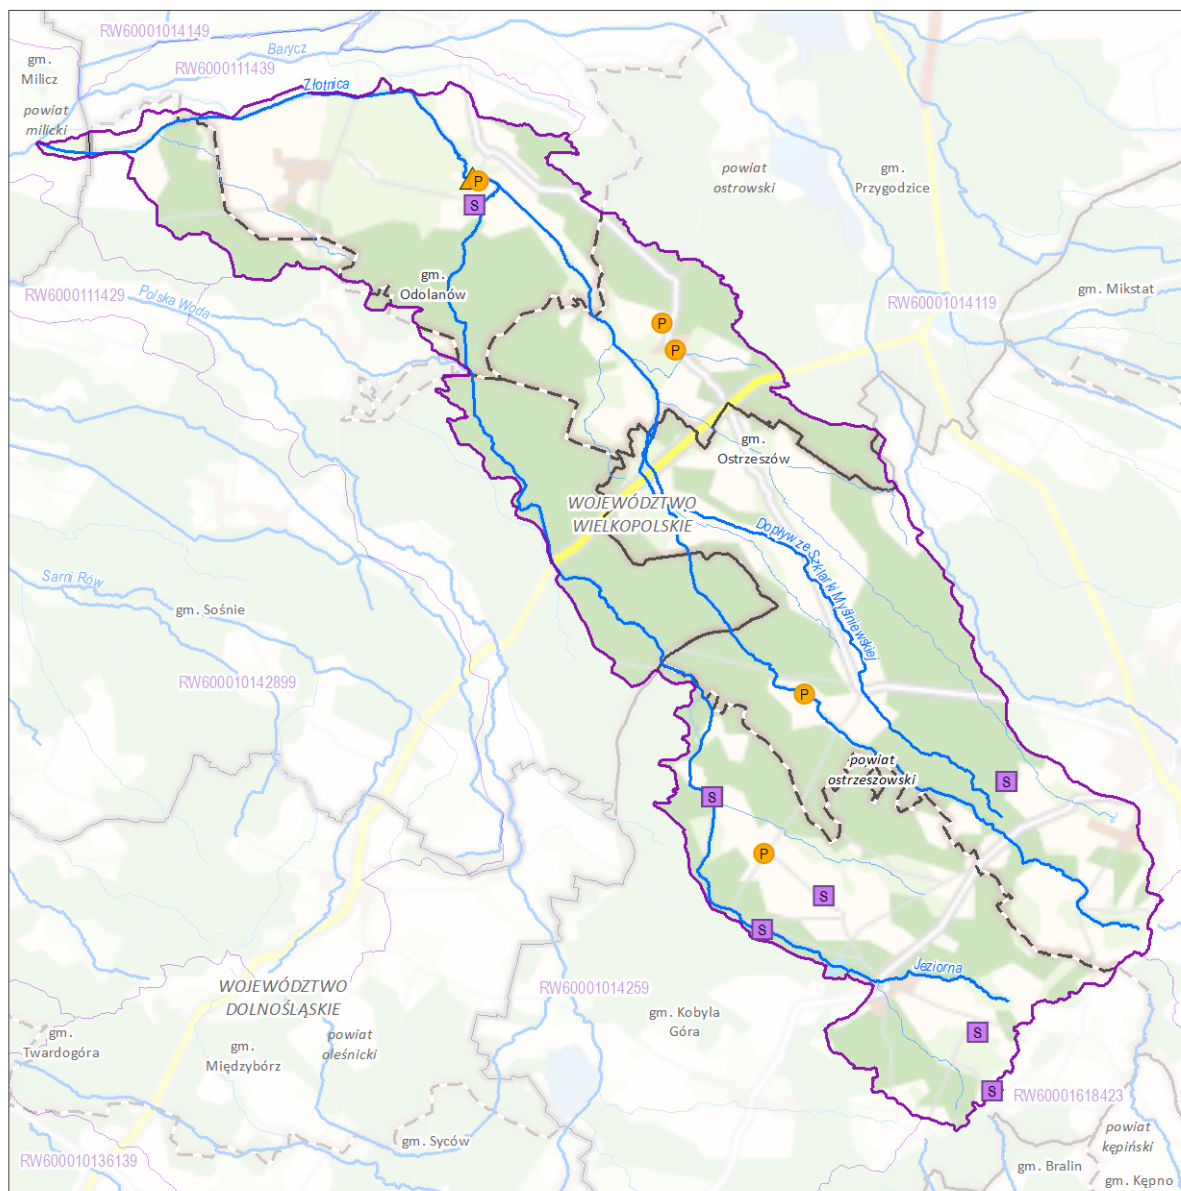 RW60001014149
Barycz
gm.
Milicz
RW6000111439
Złotnica
powiat
milicki
powiat
ostrowski
gm.
Przygodzice
P
S
gm.
Odolanów
RW6000111429
Polska Woda
gm. Mikstat
RW60001014119
P
P
gm.
Ostrzeszów
WOJEWÓDZTWO
WIELKOPOLSKIE
Dopływ ze Szklarki Myśniewskiej
Sarni Rów
gm. Sośnie
RW600010142899
P
powiat
ostrzeszowski
S
S
P
S
S
Jeziorna
WOJEWÓDZTWO
DOLNOŚLĄSKIE
RW60001014259
gm. Kobyla
Góra
gm.
Twardogóra
gm.
Międzybórz
powiat
oleśnicki
S
S
RW60001618423
gm. Syców
powiat
kępiński
RW600010136139
gm. Bralin
gm. Kępno